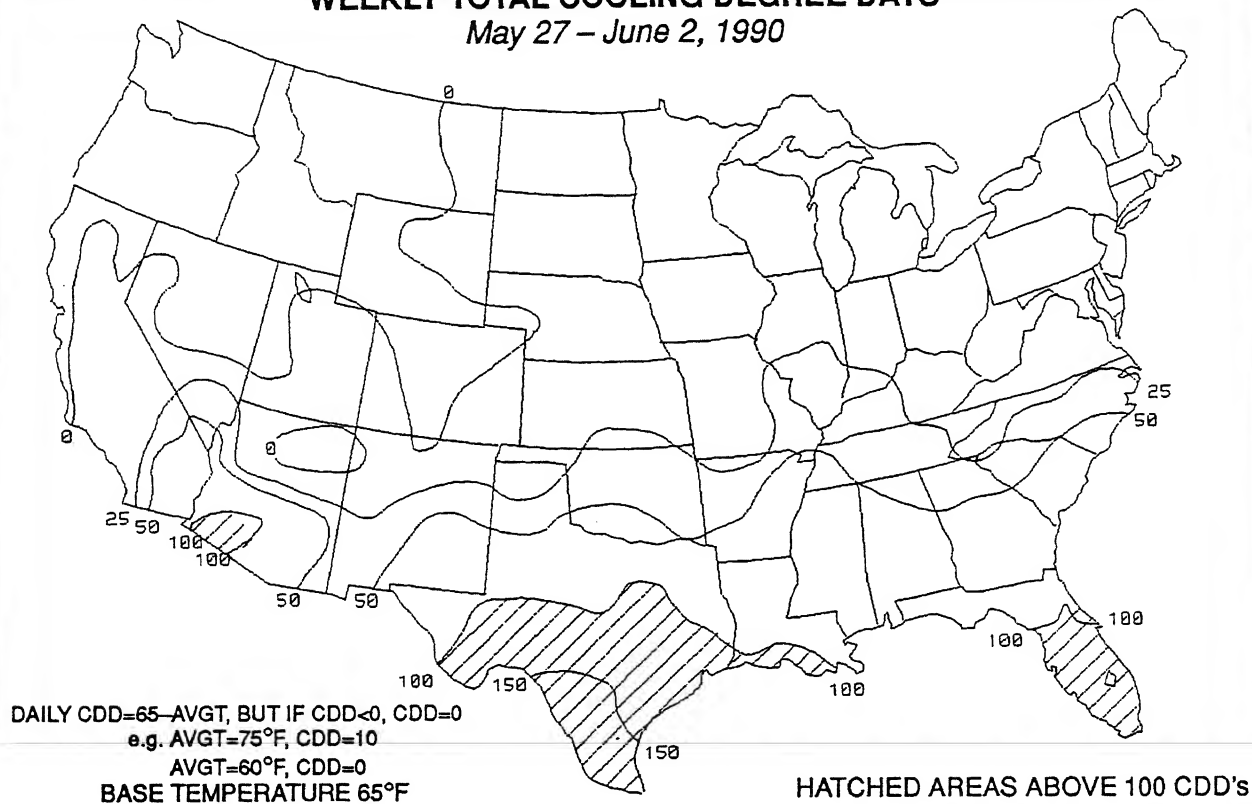 WEEKLY TOTAL COOLING DEGREE DAYS
May 27 – June 2, 1990
0
25
50
0
0
25 50
100
100
50
50
100
100
100
150
100
150
DAILY CDD=65–AVGT, BUT IF CDD<0, CDD=0
e.g. AVGT=75°F, CDD=10
AVGT=60°F, CDD=0
BASE TEMPERATURE 65°F
HATCHED AREAS ABOVE 100 CDD's